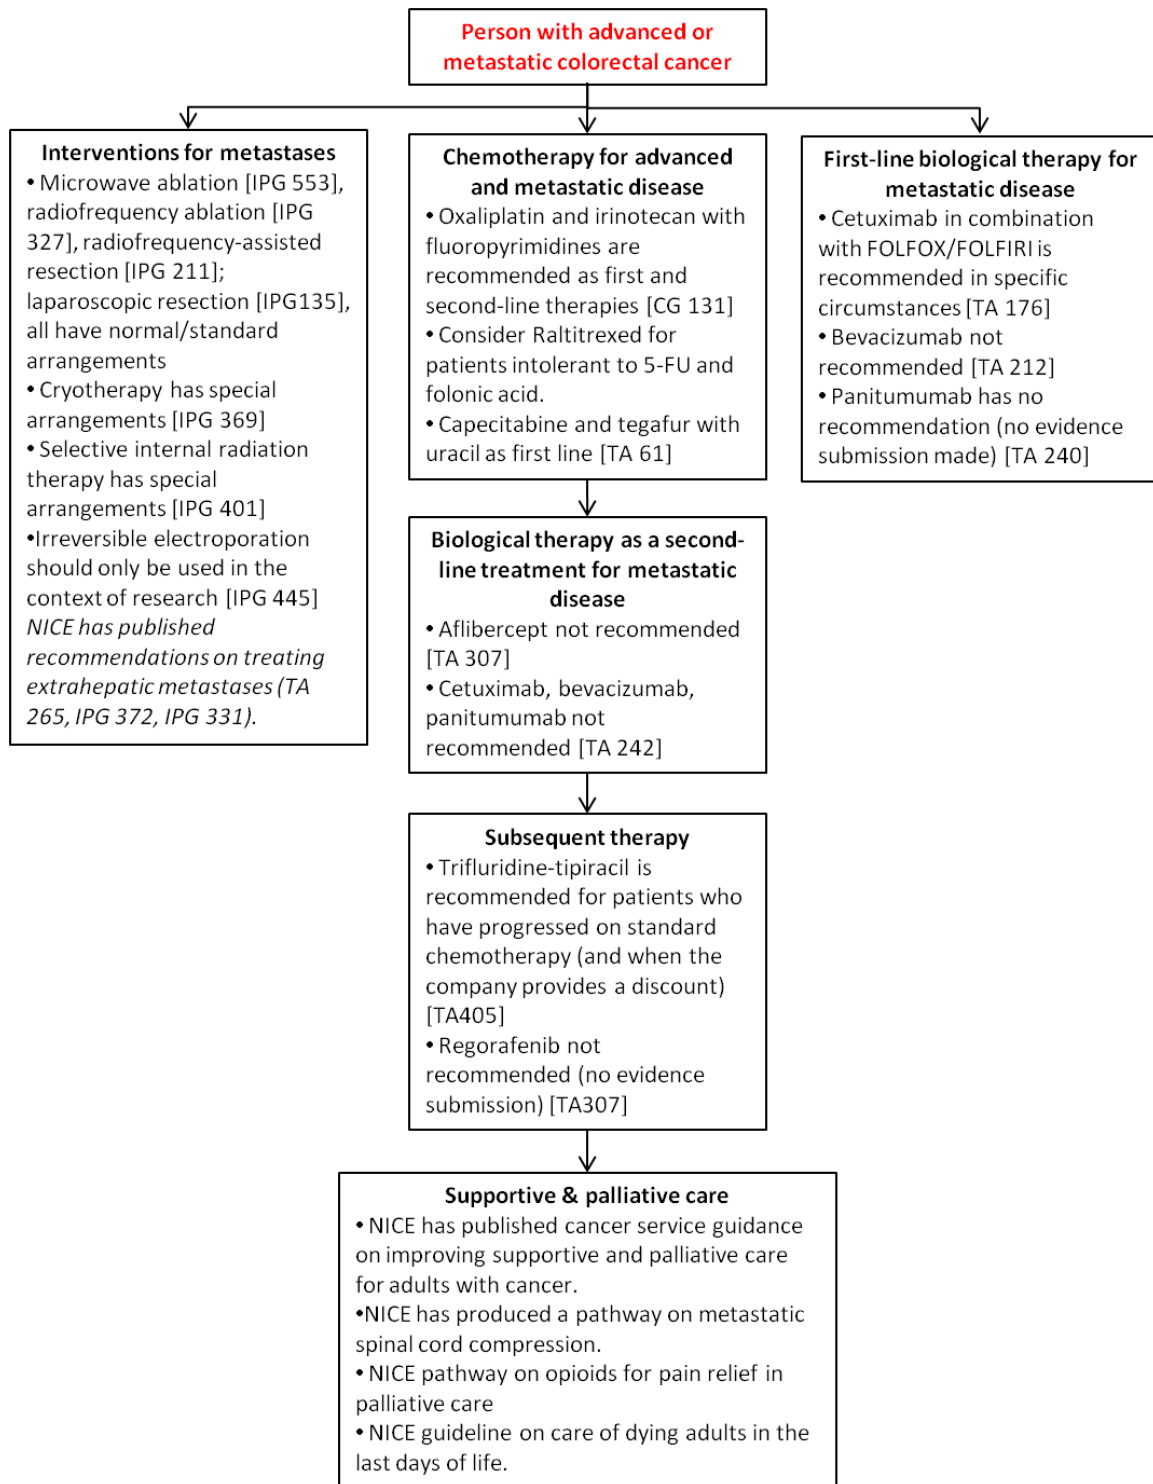 Person with advanced or
metastatic colorectal cancer
Interventions for metastases
• Microwave ablation [IPG 553],
radiofrequency ablation [IPG
327], radiofrequency-assisted
resection [IPG 211];
laparoscopic resection [IPG135],
all have normal/standard
arrangements
• Cryotherapy has special
arrangements [IPG 369]
• Selective internal radiation
therapy has special
arrangements [IPG 401]
•Irreversible electroporation
should only be used in the
context of research [IPG 445]
NICE has published
recommendations on treating
extrahepatic metastases (TA
265, IPG 372, IPG 331).
Chemotherapy for advanced
and metastatic disease
• Oxaliplatin and irinotecan with
fluoropyrimidines are
recommended as first and
second-line therapies [CG 131]
• Consider Raltitrexed for
patients intolerant to 5-FU and
folonic acid.
• Capecitabine and tegafur with
uracil as first line [TA 61]
First-line biological therapy for
metastatic disease
• Cetuximab in combination
with FOLFOX/FOLFIRI is
recommended in specific
circumstances [TA 176]
• Bevacizumab not
recommended [TA 212]
• Panitumumab has no
recommendation (no evidence
submission made) [TA 240]
Biological therapy as a second-
line treatment for metastatic
disease
• Aflibercept not recommended
[TA 307]
• Cetuximab, bevacizumab,
panitumumab not
recommended [TA 242]
Subsequent therapy
• Trifluridine-tipiracil is
recommended for patients who
have progressed on standard
chemotherapy (and when the
company provides a discount)
[TA405]
• Regorafenib not
recommended (no evidence
submission) [TA307]
Supportive & palliative care
• NICE has published cancer service guidance
on improving supportive and palliative care
for adults with cancer.
•NICE has produced a pathway on metastatic
spinal cord compression.
• NICE pathway on opioids for pain relief in
palliative care
• NICE guideline on care of dying adults in the
last days of life.